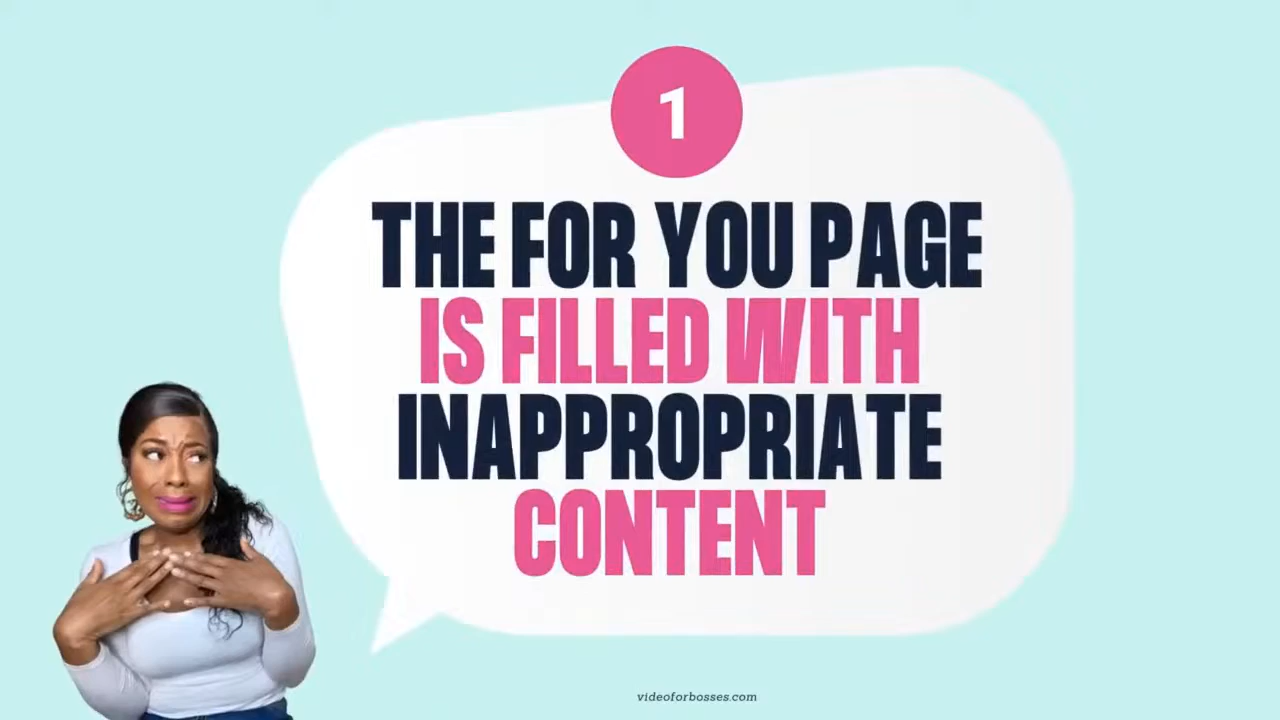 1
THE FOR YOU PAGE
IS FILLED WITH
INAPPROPRIATE
CONTENT
videoforbosses.com